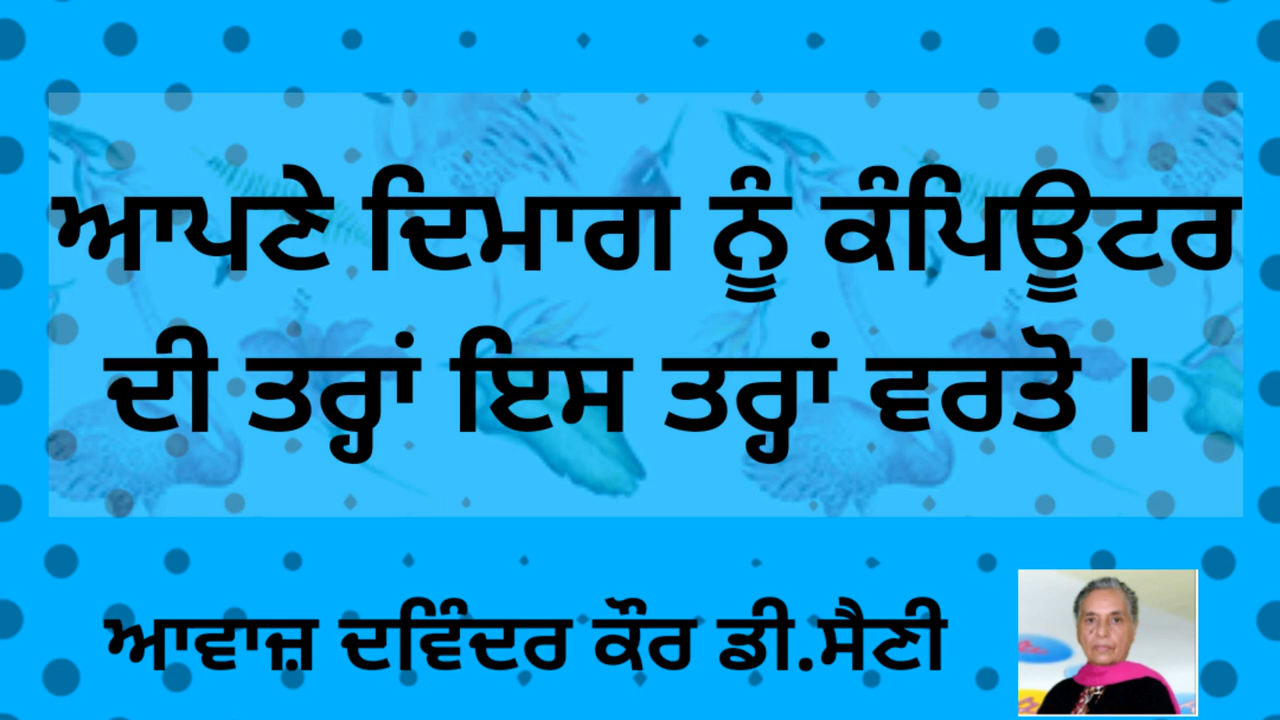 ਆਪਣੇ ਦਿਮਾਗ ਨੂੰ ਕੰਪਿਊਟਰ
ਦੀ ਤਰ੍ਹਾਂ ਇਸ ਤਰ੍ਹਾਂ ਵਰਤੋ ।
ਆਵਾਜ਼ ਦਵਿੰਦਰ ਕੌਰ ਡੀ.ਸੈਣੀ